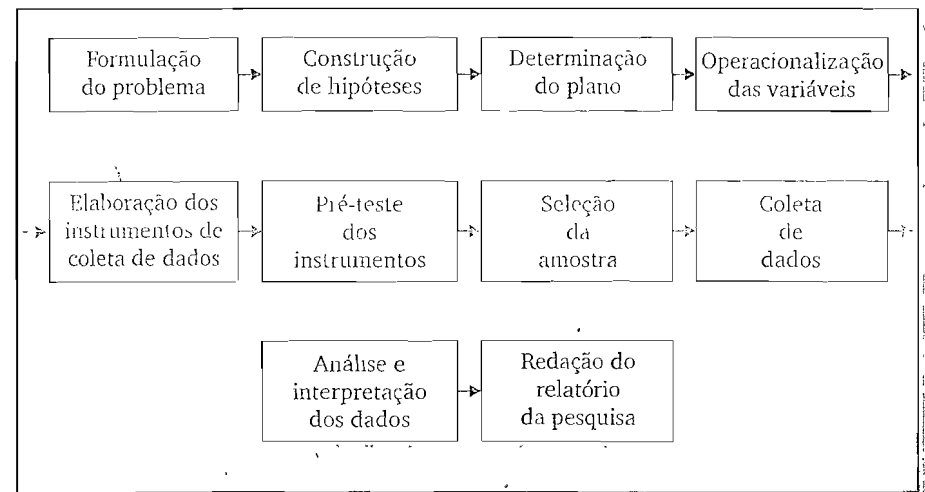 Formulação
do problema
Construção
de hipóteses
Determinação
do plano
Operacionalização
das variáveis
Elaboração dos
instrumentos de
coleta de dados
Pré-teste
dos
instrumentos
Seleção
da
amostra
Coleta
de
dados
Análise e
interpretação
dos dados
Redação do
relatório
da pesquisa